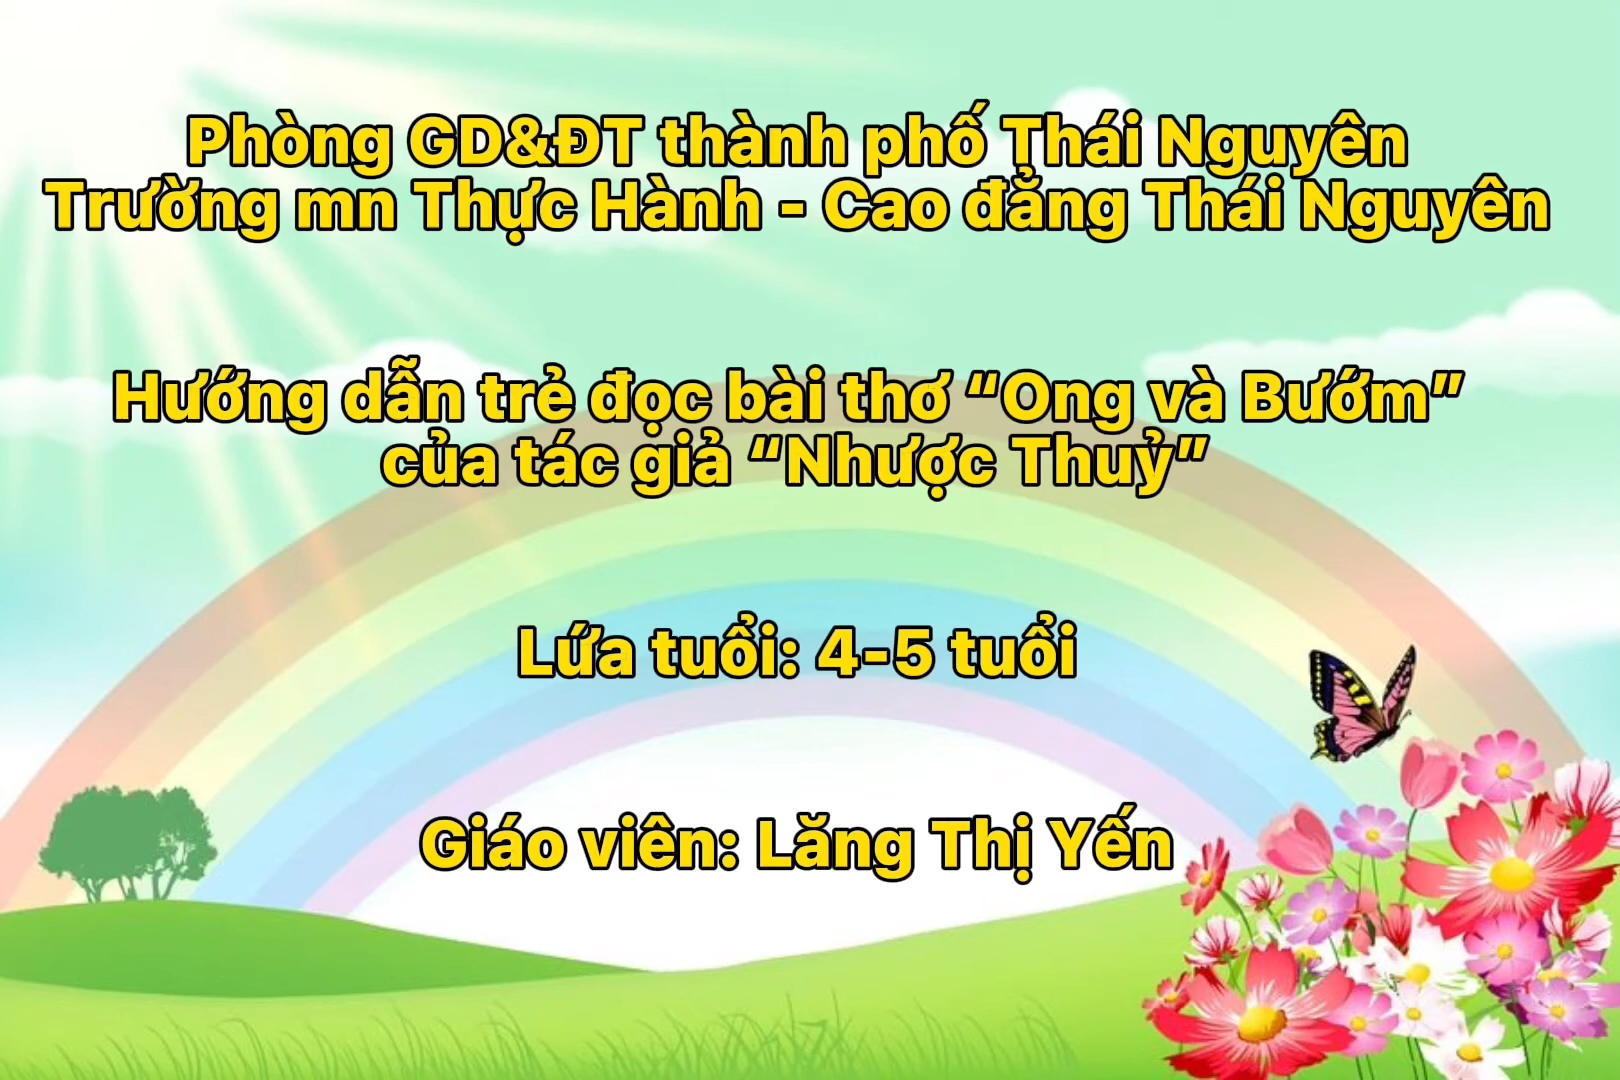 Phòng GD&ĐT thành phố Thái Nguyên
Trường mn Thực Hành - Cao đẳng Thái Nguyên
Hướng dẫn trẻ đọc bài thơ “Ong và Bướm”
của tác giả “Nhược Thuỷ”
Lứa tuổi: 4-5 tuổi
Giáo viên: Lăng Thị Yến